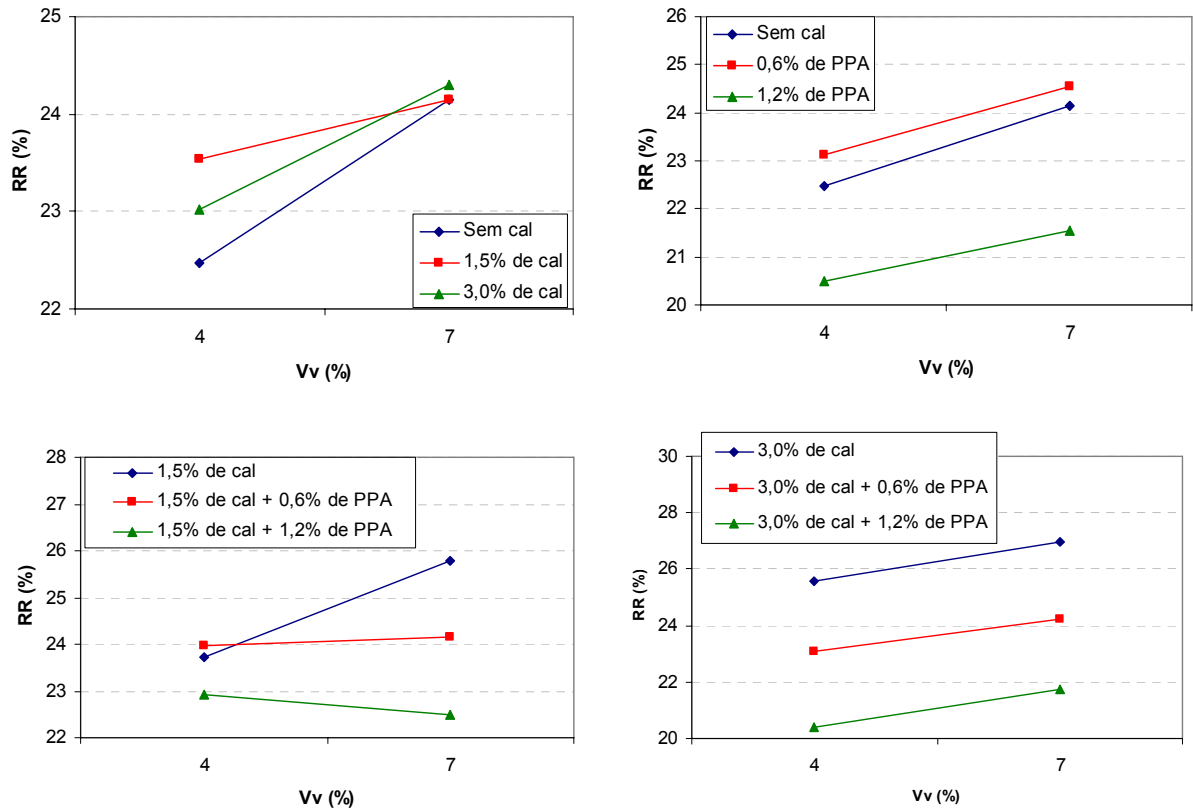 25
24
23
22
RR (%)
Sem cal
1,5% de cal
3,0% de cal
4 7
Vv (%)
26
25
24
23
22
21
20
RR (%)
Sem cal
0,6% de PPA
1,2% de PPA
4 7
Vv (%)
28
27
26
25
24
23
22
RR (%)
1,5% de cal
1,5% de cal + 0,6% de PPA
1,5% de cal + 1,2% de PPA
4 7
Vv (%)
30
28
26
24
22
20
RR (%)
3,0% de cal
3,0% de cal + 0,6% de PPA
3,0% de cal + 1,2% de PPA
4 7
Vv (%)